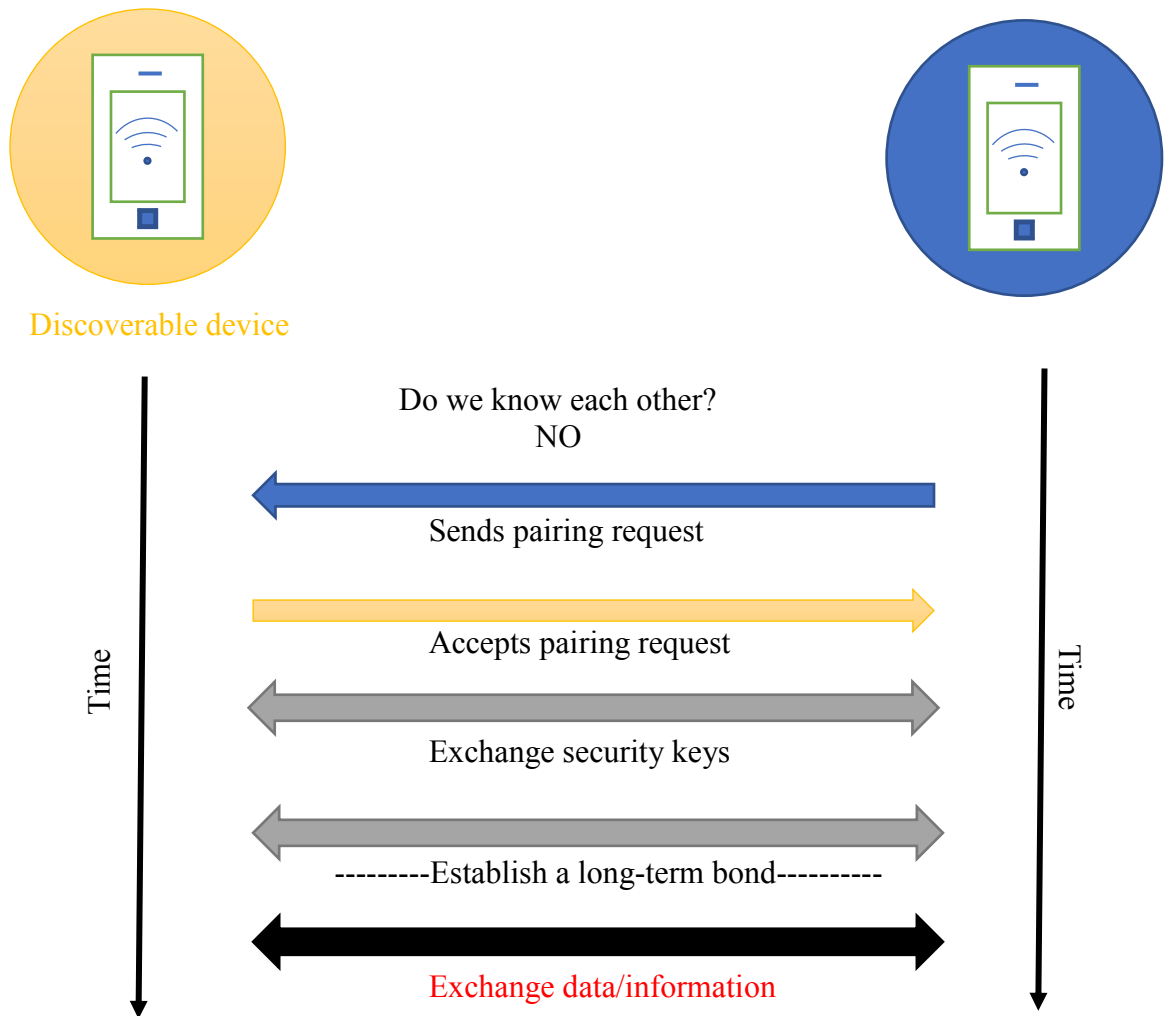 Discoverable device
Do we know each other?
NO
Sends pairing request
Accepts pairing request
Time
Time
Exchange security keys
---------Establish a long-term bond----------
Exchange data/information